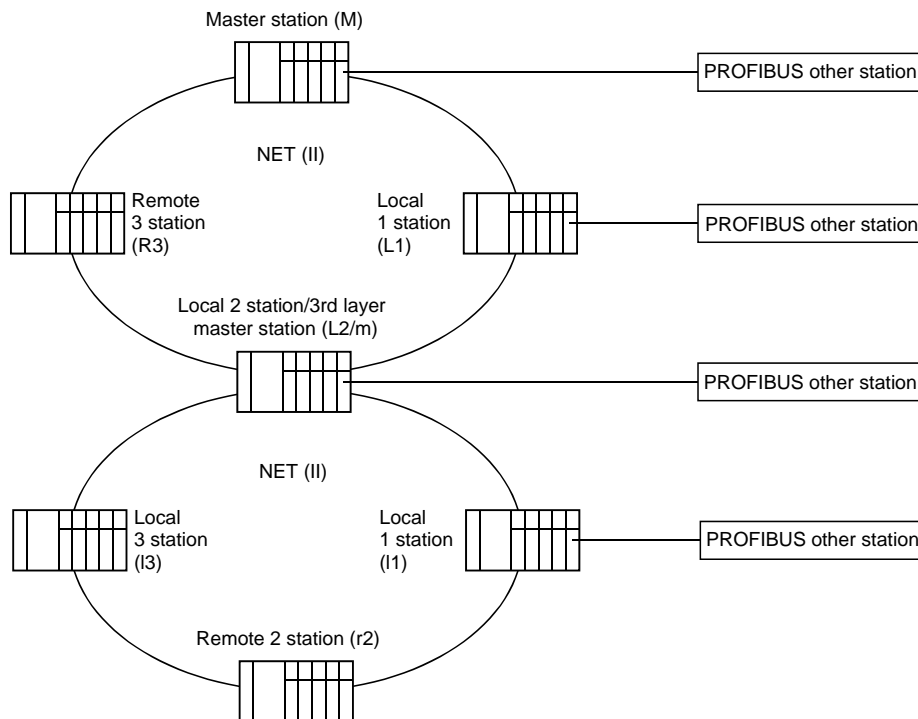 Master station (M)
PROFIBUS other station
NET (II)
Remote
3 station
(R3)
Local
1 station
(L1)
PROFIBUS other station
Local 2 station/3rd layer
master station (L2/m)
PROFIBUS other station
NET (II)
Local
3 station
(l3)
Local
1 station
(l1)
PROFIBUS other station
Remote 2 station (r2)